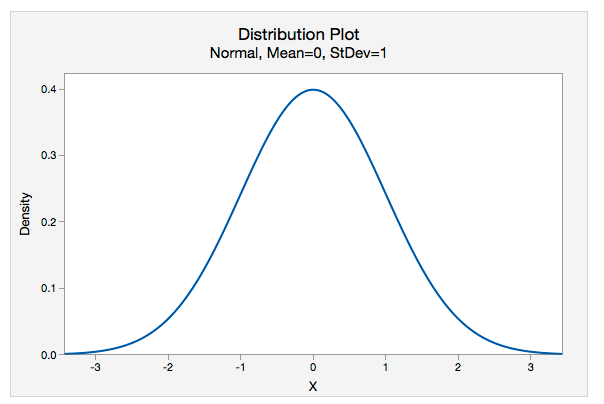 Distribution Plot
Normal, Mean=0, StDev=1
0.4
0.3
0.2
0.1
0.0
Density
-3 -2 -1 0 1 2 3
X